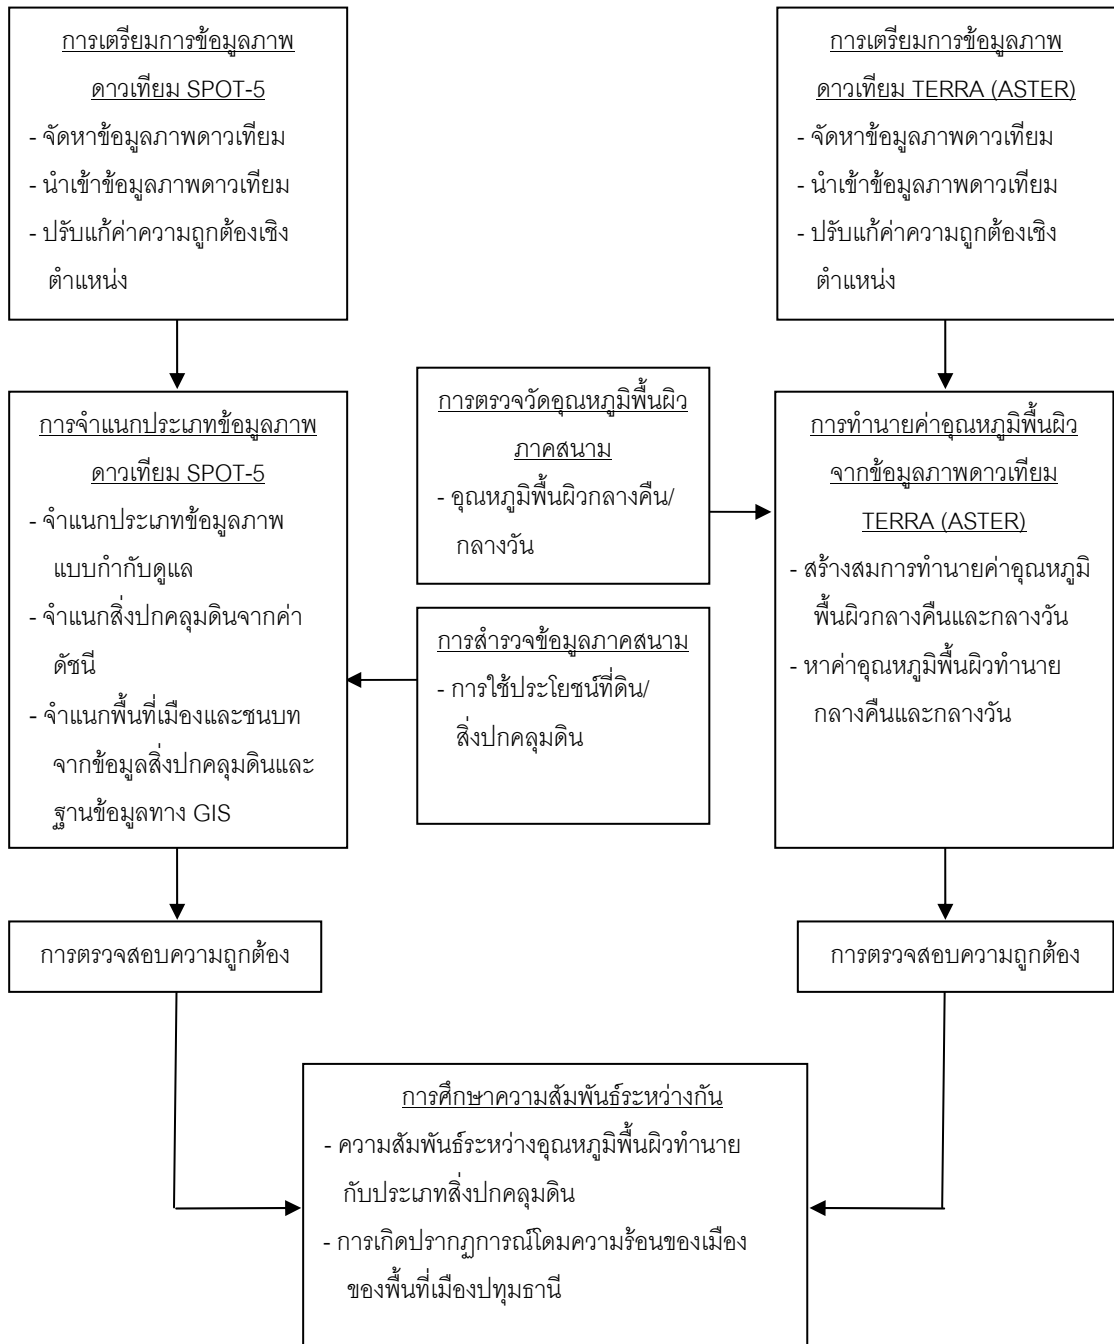 การเตรียมการข้อมูลภาพ
ดาวเทียม SPOT-5
- จัดหาข้อมูลภาพดาวเทียม
- นำเข้าข้อมูลภาพดาวเทียม
- ปรับแก้ค่าความถูกต้องเชิง
ตำแหน่ง
การเตรียมการข้อมูลภาพ
ดาวเทียม TERRA (ASTER)
- จัดหาข้อมูลภาพดาวเทียม
- นำเข้าข้อมูลภาพดาวเทียม
- ปรับแก้ค่าความถูกต้องเชิง
ตำแหน่ง
การจำแนกประเภทข้อมูลภาพ
ดาวเทียม SPOT-5
- จำแนกประเภทข้อมูลภาพ
แบบกำกับดูแล
- จำแนกสิ่งปกคลุมดินจากค่า
ดัชนี
- จำแนกพื้นที่เมืองและชนบท
จากข้อมูลสิ่งปกคลุมดินและ
ฐานข้อมูลทาง GIS
การตรวจวัดอุณหภูมิพื้นผิว
ภาคสนาม
- อุณหภูมิพื้นผิวกลางคืน/
กลางวัน
การสำรวจข้อมูลภาคสนาม
- การใช้ประโยชน์ที่ดิน/
สิ่งปกคลุมดิน
การทำนายค่าอุณหภูมิพื้นผิว
จากข้อมูลภาพดาวเทียม
TERRA (ASTER)
- สร้างสมการทำนายค่าอุณหภูมิ
พื้นผิวกลางคืนและกลางวัน
- หาค่าอุณหภูมิพื้นผิวทำนาย
กลางคืนและกลางวัน
การตรวจสอบความถูกต้อง
การตรวจสอบความถูกต้อง
การศึกษาความสัมพันธ์ระหว่างกัน
- ความสัมพันธ์ระหว่างอุณหภูมิพื้นผิวทำนาย
กับประเภทสิ่งปกคลุมดิน
- การเกิดปรากฏการณ์โดมความร้อนของเมือง
ของพื้นที่เมืองปทุมธานี